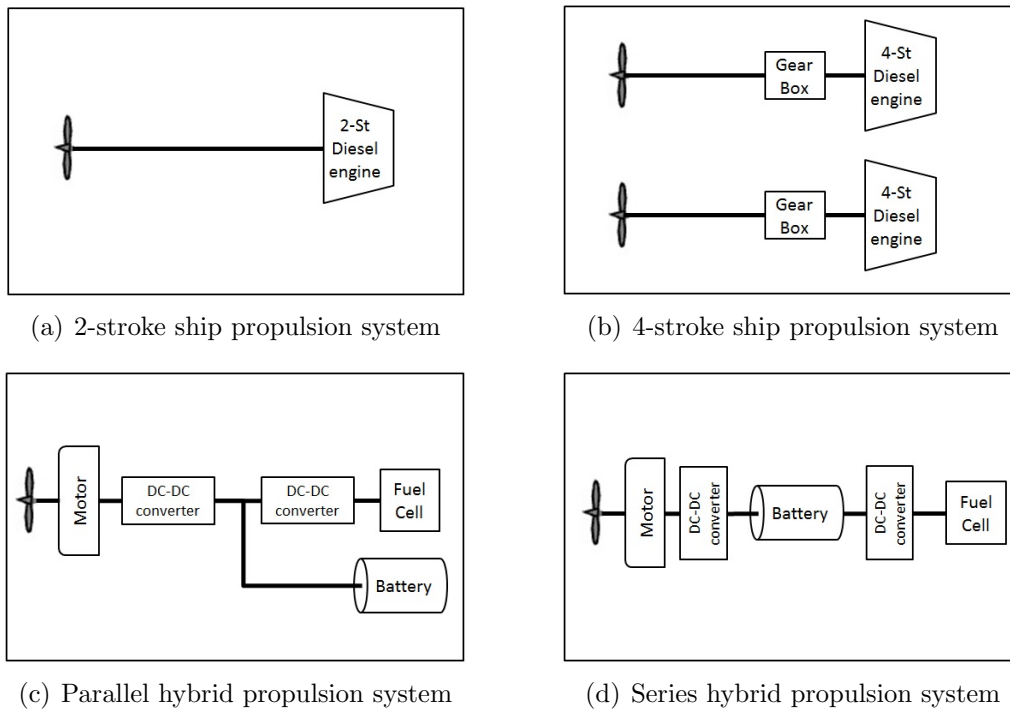 2-St
Diesel
engine
(a) 2-stroke ship propulsion system
Gear
Box
4-St
Diesel
engine
Gear
Box
4-St
Diesel
engine
(b) 4-stroke ship propulsion system
Motor
DC-DC
converter
DC-DC
converter
Fuel
Cell
Battery
(c) Parallel hybrid propulsion system
Motor
DC-DC
converter
Battery
DC-DC
converter
Fuel
Cell
(d) Series hybrid propulsion system